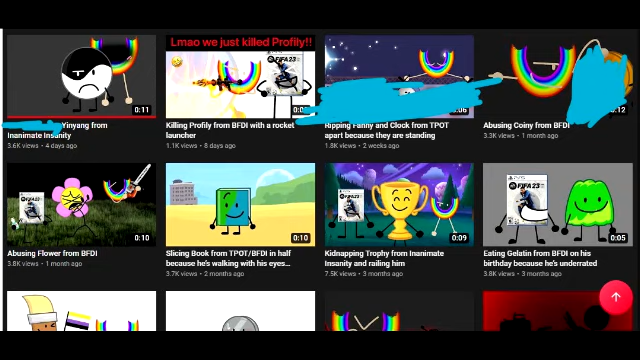 Lmao we just killed Profily!!
FIFA 23
0:11
0:0
:06
0:12
Yinyang from
Inanimate Insanity
3.6K views • 4 days ago
Killing Profily from BFDI with a rocket
launcher
1.1K views • 8 days ago
Ripping Fanny and Clock from TPOT
apart because they are standing
1.8K views • 2 weeks ago
Abusing Coiny from BFDI
3.3K views • 1 month ago
0:10
0:10
FIFA 23
0:09
FIFA 23
0:05
Abusing Flower from BFDI
3.8K views • 1 month ago
Slicing Book from TPOT/BFDI in half
because he's walking with his eyes...
3.7K views • 2 months ago
Kidnapping Trophy from Inanimate
Insanity and railing him
7.5K views • 3 months ago
Eating Gelatin from BFDI on his
birthday because he's underrated
3.8K views • 3 months ago